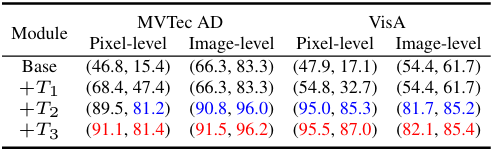 Module MVTec AD VisA
Pixel-level Image-level Pixel-level Image-level
Base (46.8, 15.4) (66.3, 83.3) (47.9, 17.1) (54.4, 61.7)
+T1 (68.4, 47.4) (66.3, 83.3) (54.8, 32.7) (54.4, 61.7)
+T2 (89.5, 81.2) (90.8, 96.0) (95.0, 85.3) (81.7, 85.2)
+T3 (91.1, 81.4) (91.5, 96.2) (95.5, 87.0) (82.1, 85.4)